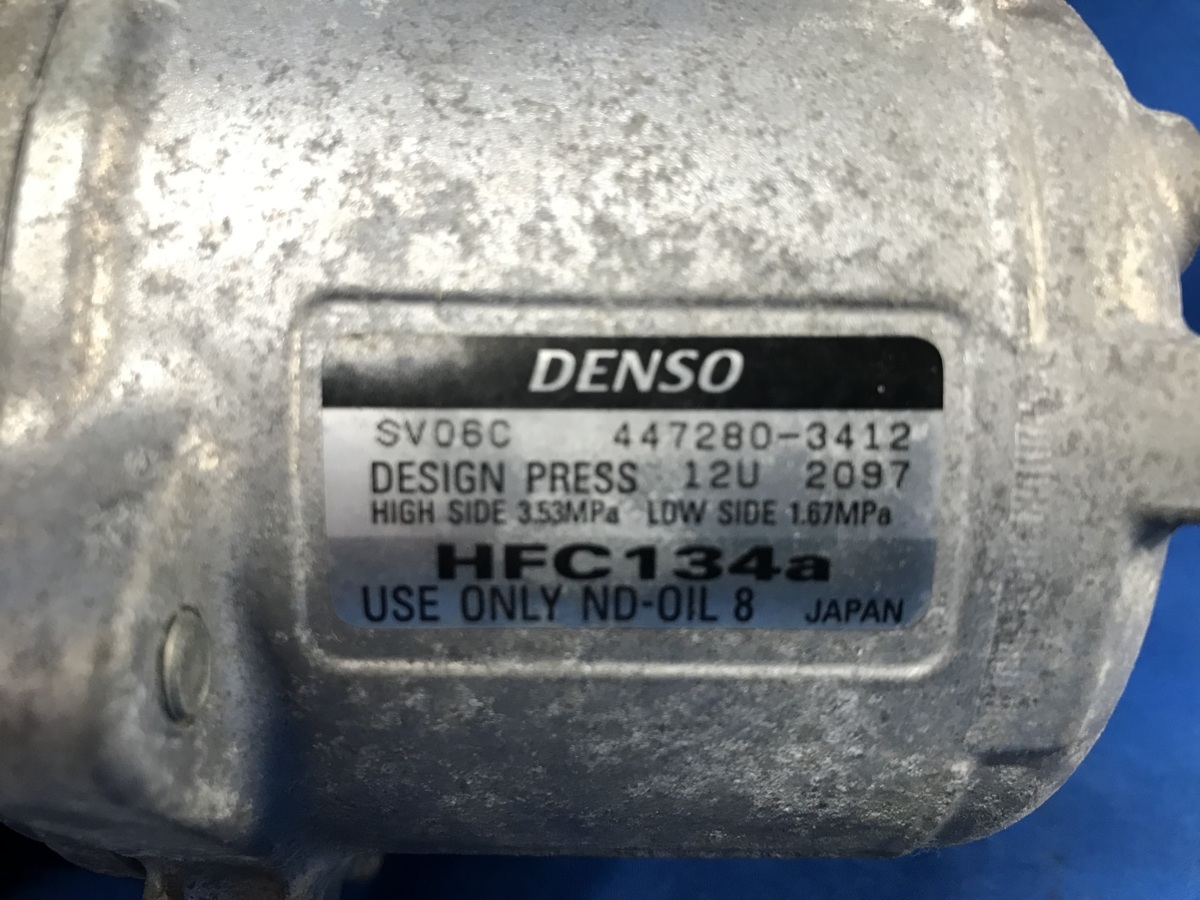 DENSO
SV06C 447280-3412
DESIGN PRESS 12U 2097
HIGH SIDE 3.53MPa LOW SIDE 1.67MPa
HFC134a
USE ONLY ND-OIL 8 JAPAN